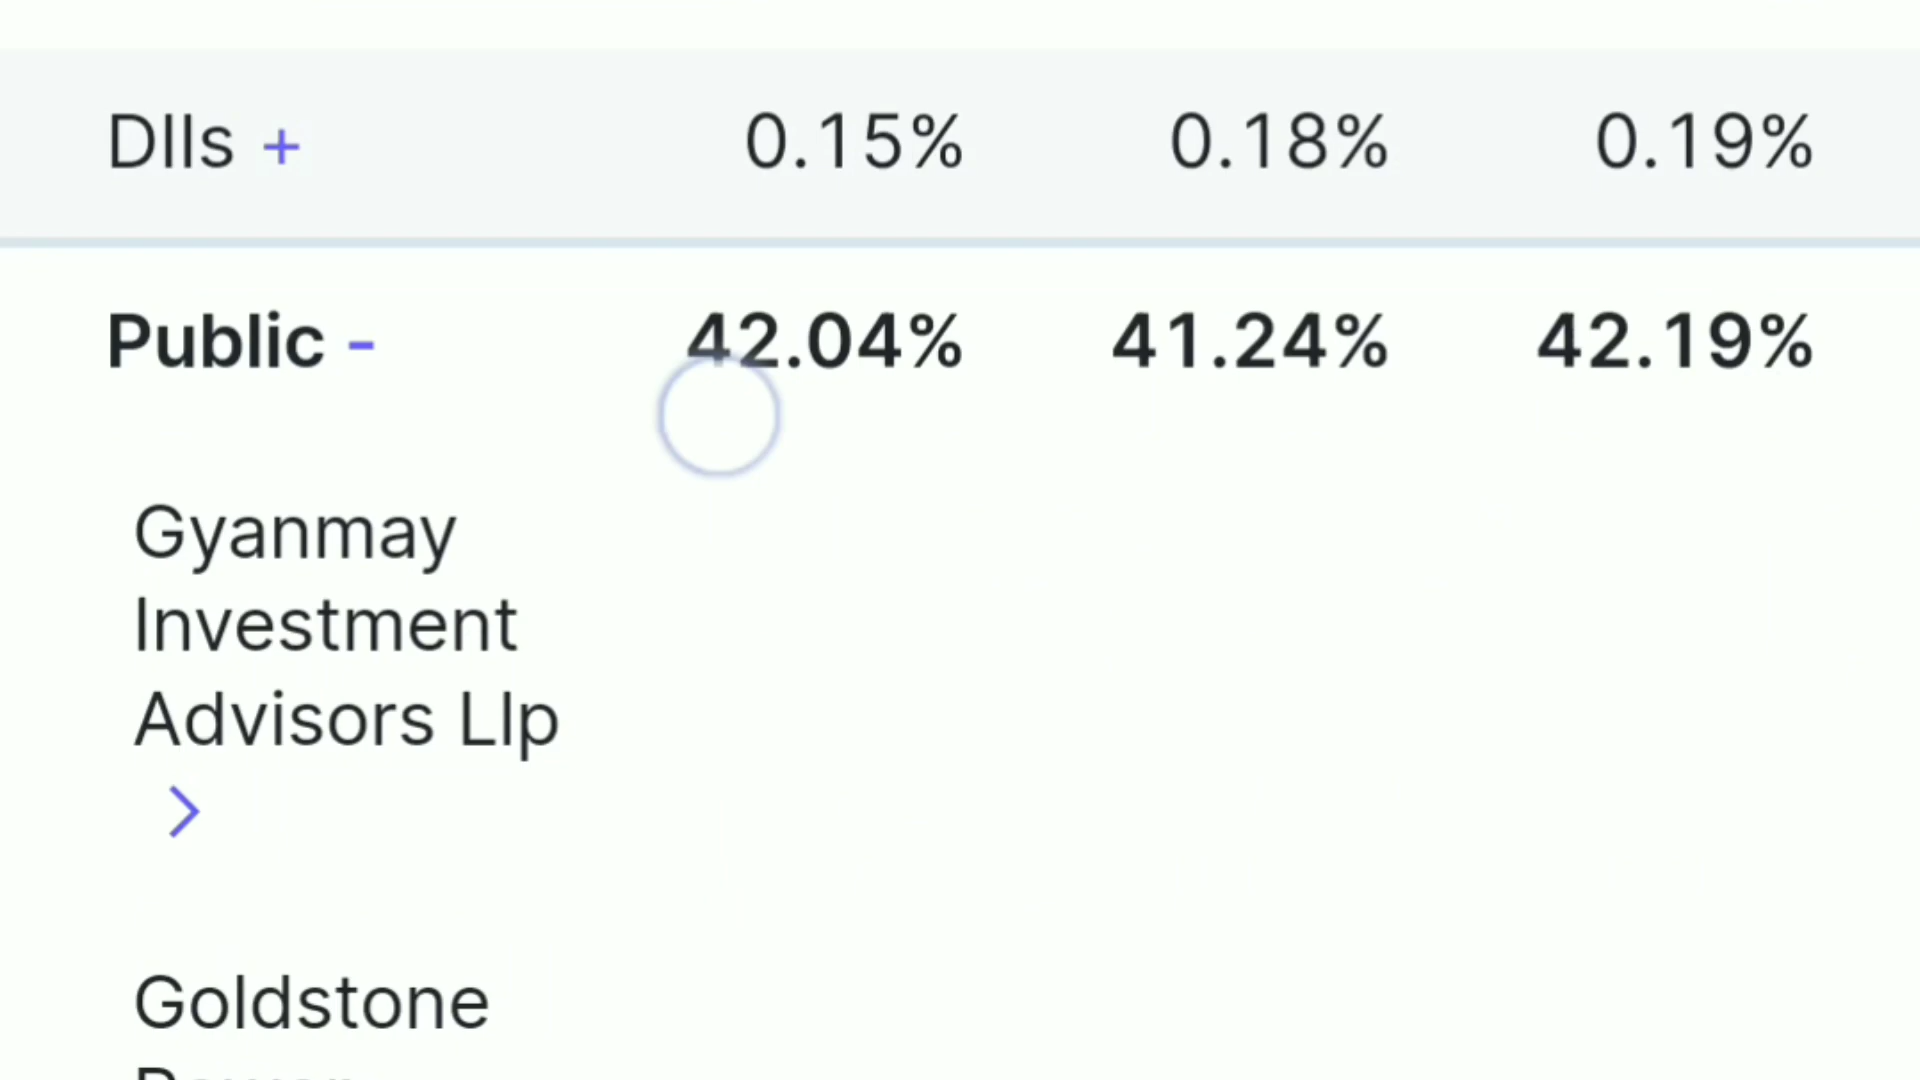 DIIs + 0.15% 0.18% 0.19%
Public - 42.04% 41.24% 42.19%
Gyanmay
Investment
Advisors Llp
>
Goldstone